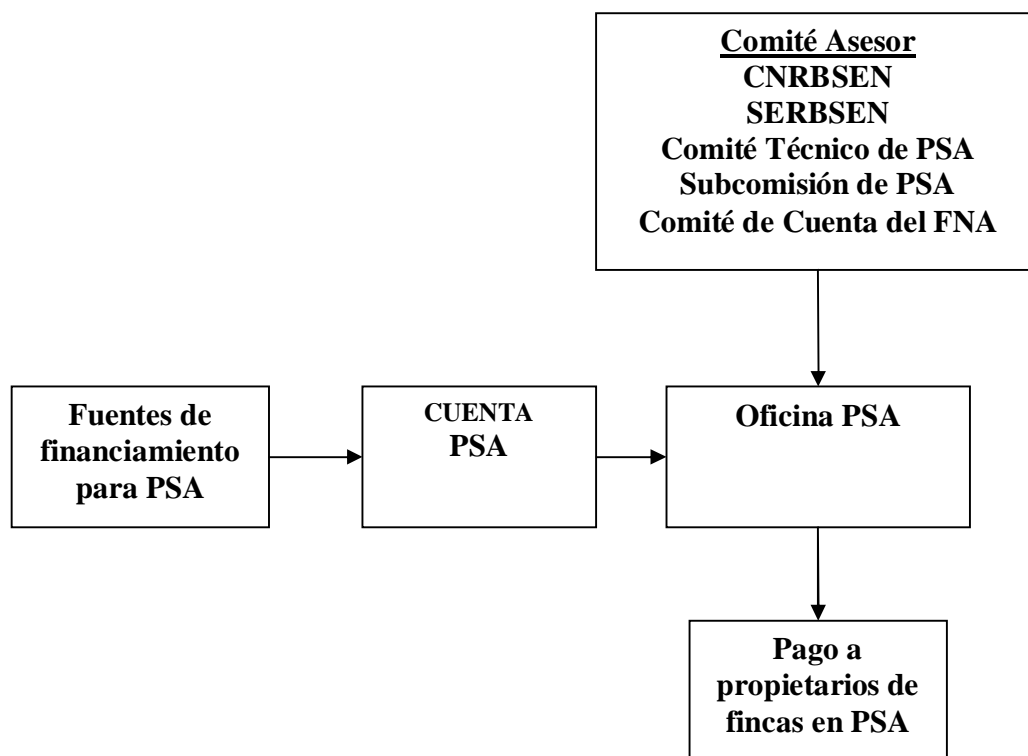 Comité Asesor
CNRBSEN
SERBSEN
Comité Técnico de PSA
Subcomisión de PSA
Comité de Cuenta del FNA
Fuentes de
financiamiento
para PSA
CUENTA
PSA
Oficina PSA
Pago a
propietarios de
fincas en PSA